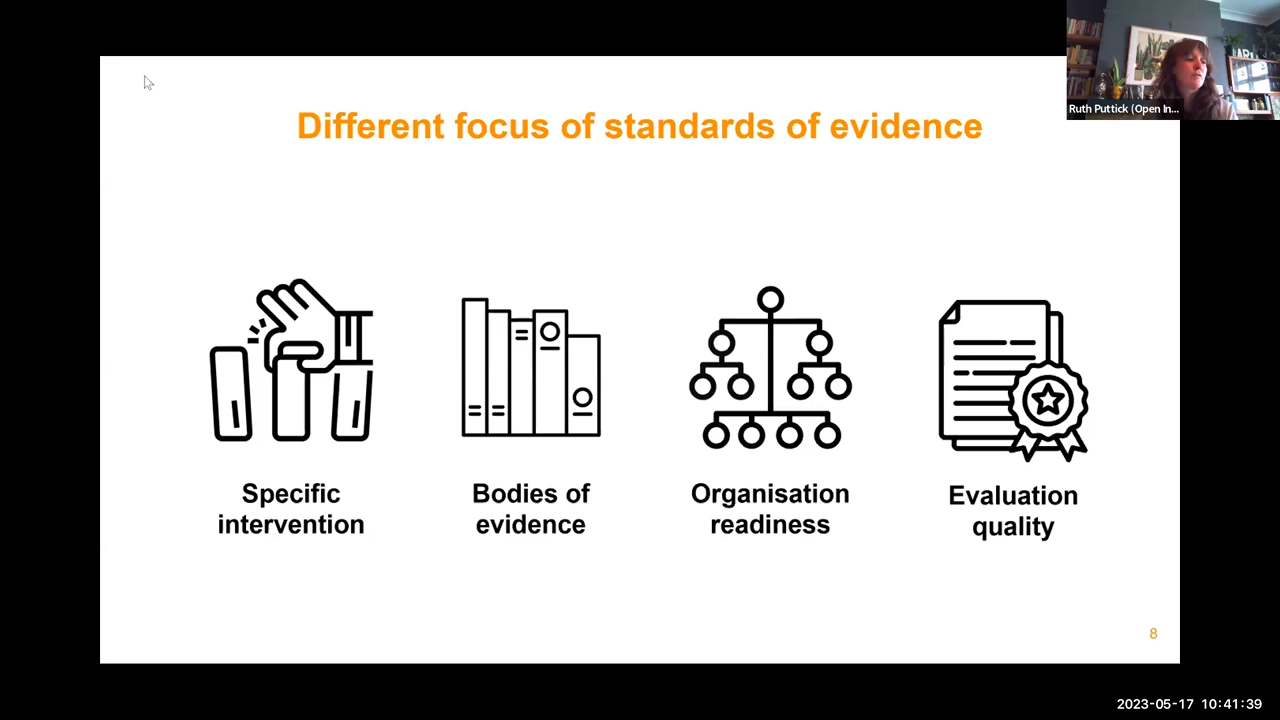 Different focus of standards of evidence
Ruth Puttick (Open In...
Specific
intervention
Bodies of
evidence
Organisation
readiness
Evaluation
quality
8
2023-05-17 10:41:39